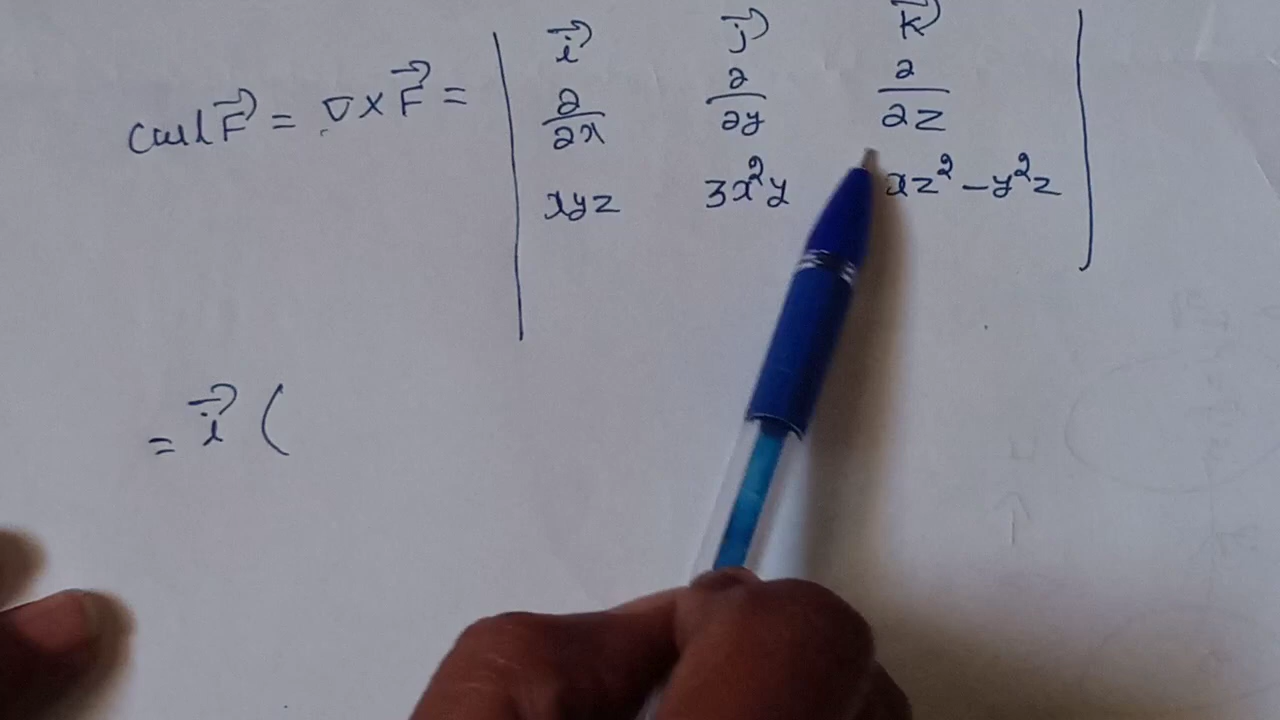 i⃗ j⃗ k⃗
curl F⃗ = ∇ × F⃗ = ∂/∂x ∂/∂y ∂/∂z
xyz 3x²y xz² − y²z
= i⃗ (